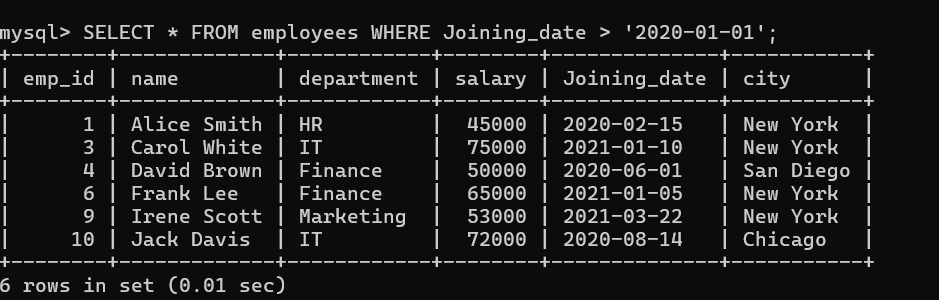 mysql> SELECT * FROM employees WHERE Joining_date > '2020-01-01';
+--------+-------------+------------+--------+--------------+-----------+
| emp_id | name        | department | salary | Joining_date | city      |
+--------+-------------+------------+--------+--------------+-----------+
|      1 | Alice Smith | HR         |  45000 | 2020-02-15   | New York  |
|      3 | Carol White | IT         |  75000 | 2021-01-10   | New York  |
|      4 | David Brown | Finance    |  50000 | 2020-06-01   | San Diego |
|      6 | Frank Lee   | Finance    |  65000 | 2021-01-05   | New York  |
|      9 | Irene Scott | Marketing  |  53000 | 2021-03-22   | New York  |
|     10 | Jack Davis  | IT         |  72000 | 2020-08-14   | Chicago   |
+--------+-------------+------------+--------+--------------+-----------+
6 rows in set (0.01 sec)